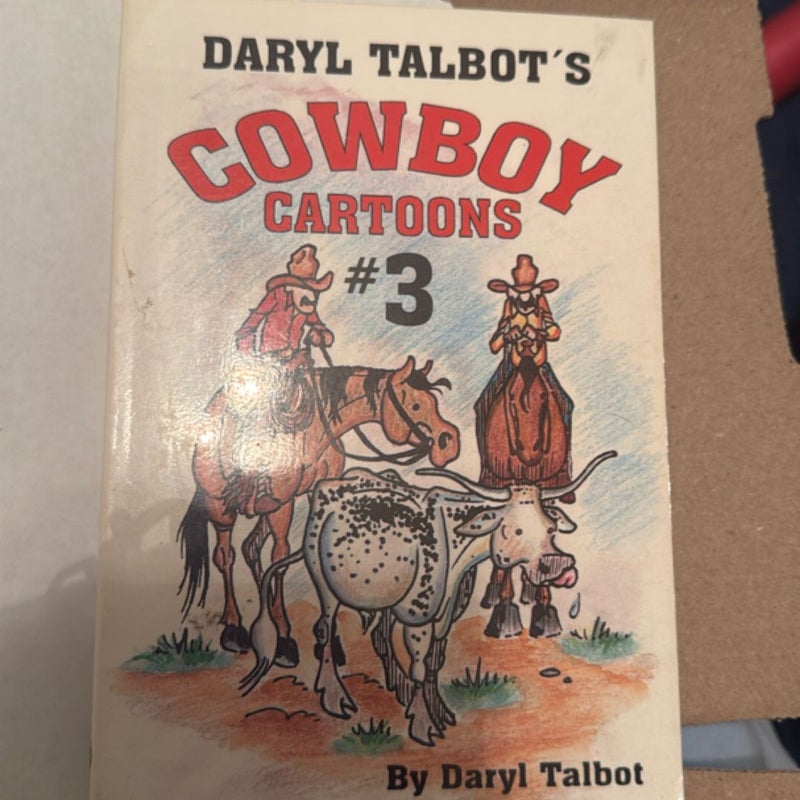 DARYL TALBOT´S
COWBOY
CARTOONS
#3
By Daryl Talbot